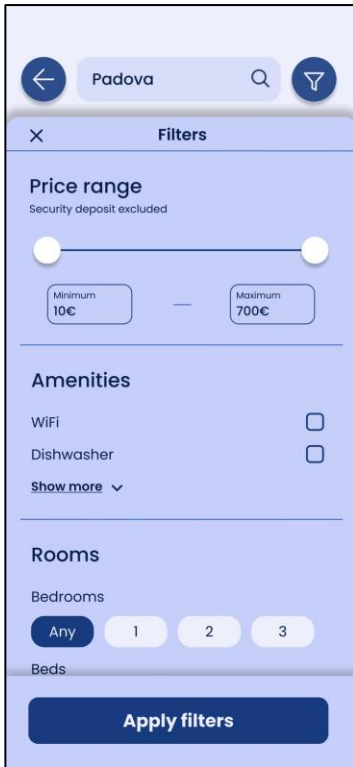 Padova
Filters
Price range
Security deposit excluded
Minimum Maximum
10€ — 700€
Amenities
WiFi
Dishwasher
Show more
Rooms
Bedrooms
Any 1 2 3
Beds
Apply filters